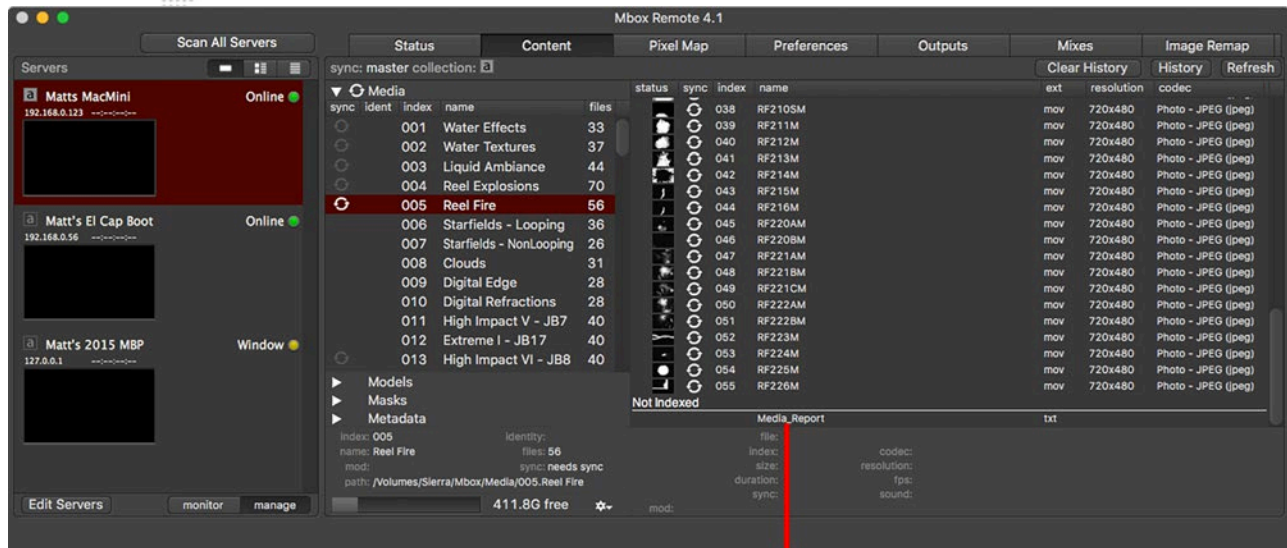 Mbox Remote 4.1
Scan All Servers
Status Content Pixel Map Preferences Outputs Mixes Image Remap
Servers
sync: master collection: a
Clear History History Refresh
a Matts MacMini Online
192.168.0.123 --:--:--:--
a Matt's El Cap Boot Online
192.168.0.56 --:--:--:--
a Matt's 2015 MBP Window
127.0.0.1 --:--:--:--
Edit Servers monitor manage
Media
sync ident index name files
001 Water Effects 33
002 Water Textures 37
003 Liquid Ambiance 44
004 Reel Explosions 70
005 Reel Fire 56
006 Starfields - Looping 36
007 Starfields - NonLooping 26
008 Clouds 31
009 Digital Edge 28
010 Digital Refractions 28
011 High Impact V - JB7 40
012 Extreme I - JB17 40
013 High Impact VI - JB8 40
Models
Masks
Metadata
index: 005 identity:
name: Reel Fire files: 56
mod: sync: needs sync
path: /Volumes/Sierra/Mbox/Media/005.Reel Fire
411.8G free
status sync index name ext resolution codec
038 RF210SM mov 720x480 Photo - JPEG (jpeg)
039 RF211M mov 720x480 Photo - JPEG (jpeg)
040 RF212M mov 720x480 Photo - JPEG (jpeg)
041 RF213M mov 720x480 Photo - JPEG (jpeg)
042 RF214M mov 720x480 Photo - JPEG (jpeg)
043 RF215M mov 720x480 Photo - JPEG (jpeg)
044 RF216M mov 720x480 Photo - JPEG (jpeg)
045 RF220AM mov 720x480 Photo - JPEG (jpeg)
046 RF220BM mov 720x480 Photo - JPEG (jpeg)
047 RF221AM mov 720x480 Photo - JPEG (jpeg)
048 RF221BM mov 720x480 Photo - JPEG (jpeg)
049 RF221CM mov 720x480 Photo - JPEG (jpeg)
050 RF222AM mov 720x480 Photo - JPEG (jpeg)
051 RF222BM mov 720x480 Photo - JPEG (jpeg)
052 RF223M mov 720x480 Photo - JPEG (jpeg)
053 RF224M mov 720x480 Photo - JPEG (jpeg)
054 RF225M mov 720x480 Photo - JPEG (jpeg)
055 RF226M mov 720x480 Photo - JPEG (jpeg)
Not Indexed
Media_Report txt
file:
index: codec:
size: resolution:
duration: fps:
sync: sound:
mod: